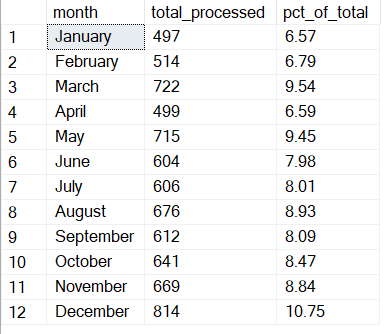 month total_processed pct_of_total
1 January 497 6.57
2 February 514 6.79
3 March 722 9.54
4 April 499 6.59
5 May 715 9.45
6 June 604 7.98
7 July 606 8.01
8 August 676 8.93
9 September 612 8.09
10 October 641 8.47
11 November 669 8.84
12 December 814 10.75